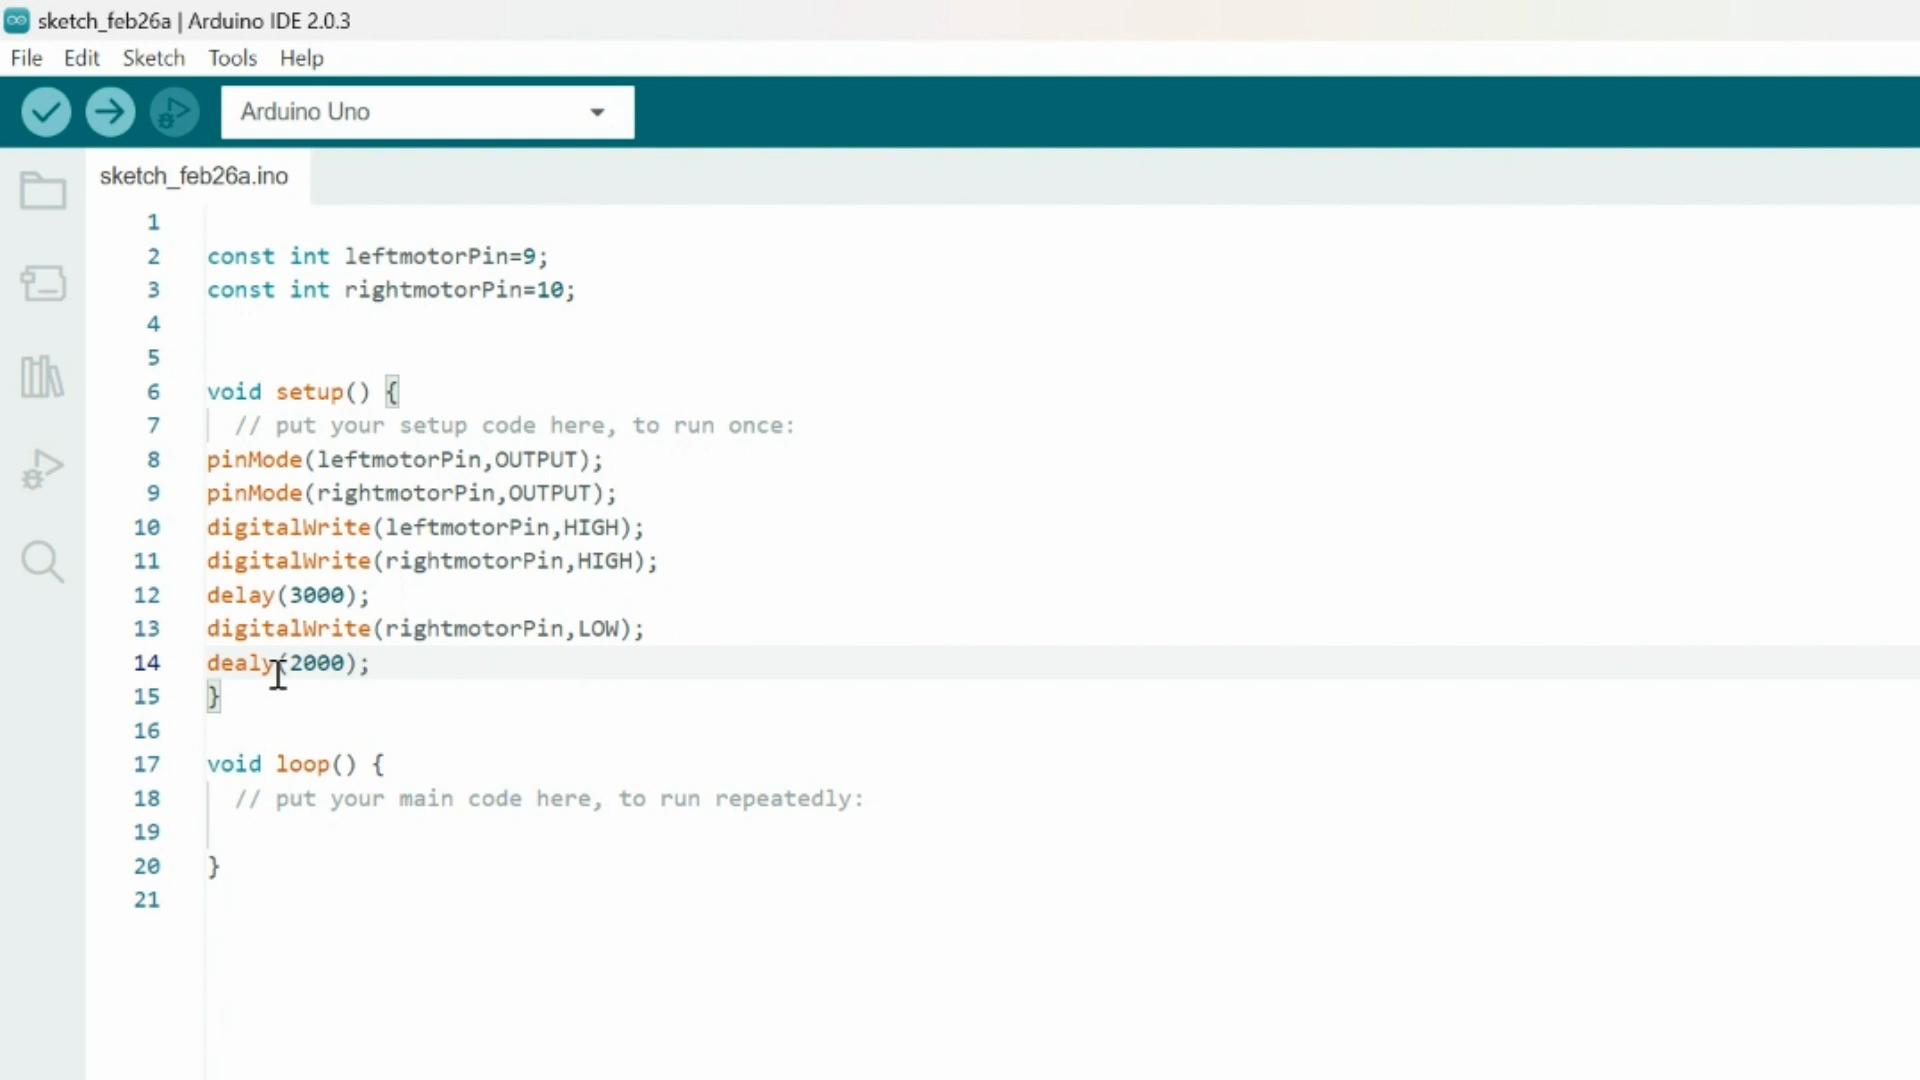 sketch_feb26a | Arduino IDE 2.0.3
File Edit Sketch Tools Help
Arduino Uno
sketch_feb26a.ino
1
2 const int leftmotorPin=9;
3 const int rightmotorPin=10;
4
5
6 void setup() {
7 // put your setup code here, to run once:
8 pinMode(leftmotorPin,OUTPUT);
9 pinMode(rightmotorPin,OUTPUT);
10 digitalWrite(leftmotorPin,HIGH);
11 digitalWrite(rightmotorPin,HIGH);
12 delay(3000);
13 digitalWrite(rightmotorPin,LOW);
14 dealy(2000);
15 }
16
17 void loop() {
18 // put your main code here, to run repeatedly:
19
20 }
21